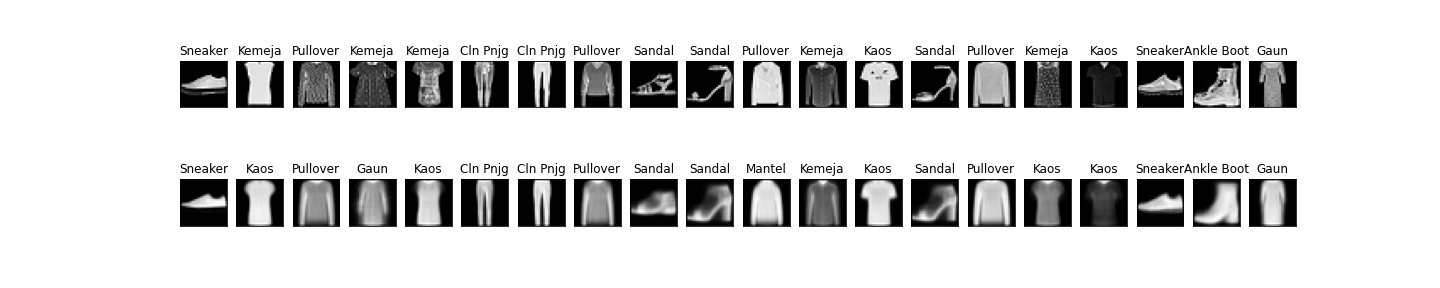 Sneaker Kemeja Pullover Kemeja Kemeja Cln Pnjg Cln Pnjg Pullover Sandal Sandal Pullover Kemeja Kaos Sandal Pullover Kemeja Kaos Sneaker Ankle Boot Gaun
Sneaker Kaos Pullover Gaun Kaos Cln Pnjg Cln Pnjg Pullover Sandal Sandal Mantel Kemeja Kaos Sandal Pullover Kaos Kaos Sneaker Ankle Boot Gaun